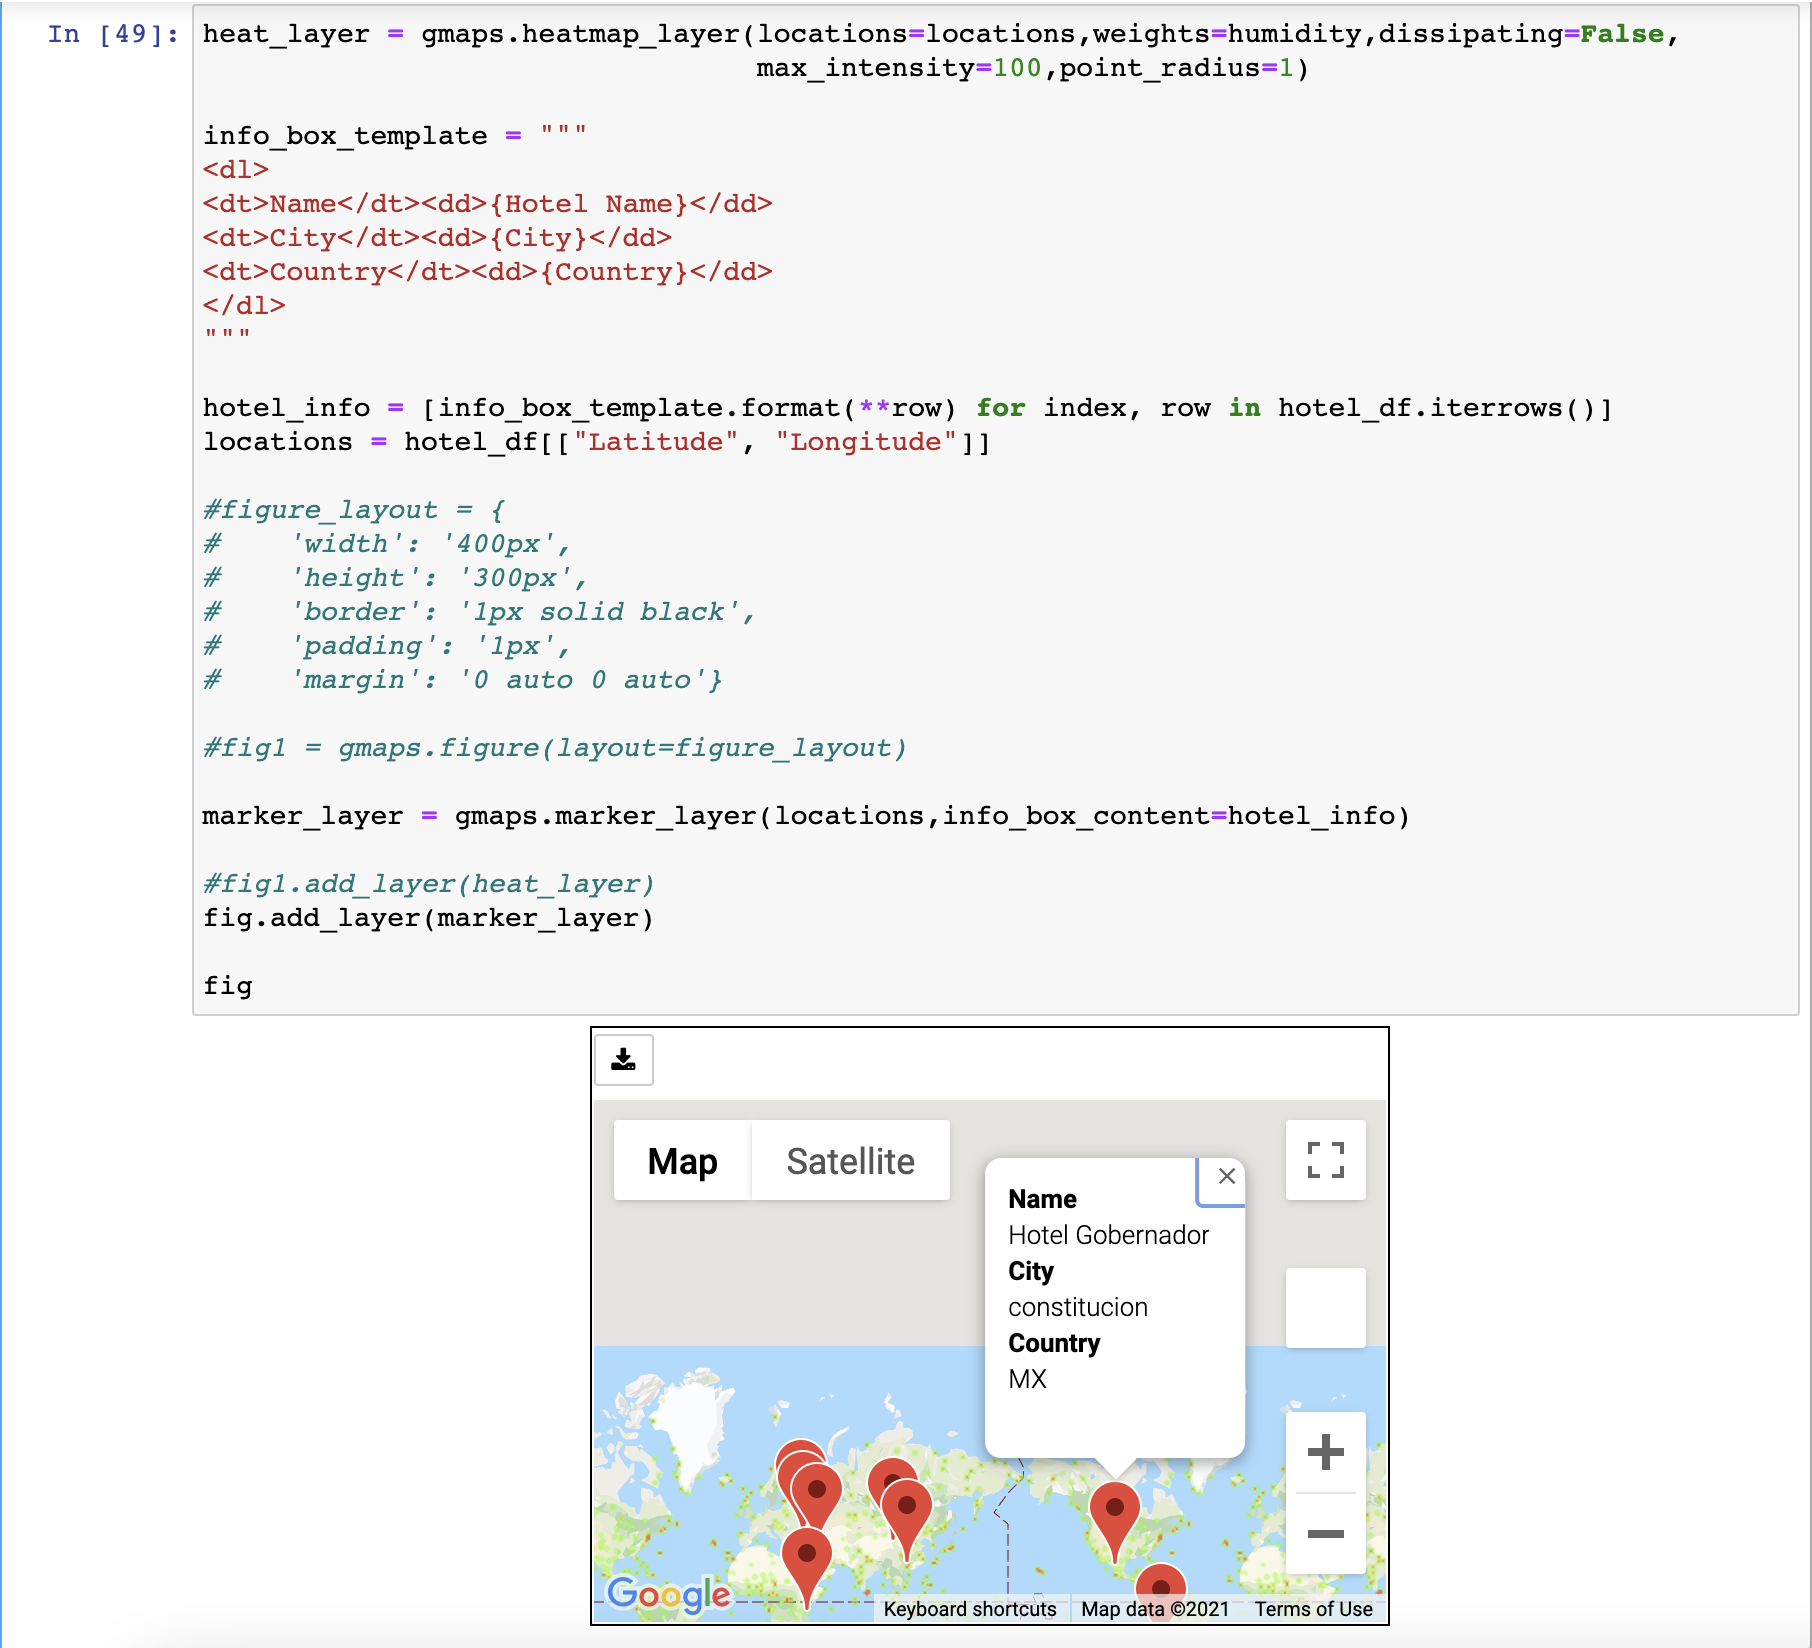 In [49]: heat_layer = gmaps.heatmap_layer(locations=locations,weights=humidity,dissipating=False,
                                 max_intensity=100,point_radius=1)
info_box_template = """
<dl>
<dt>Name</dt><dd>{Hotel Name}</dd>
<dt>City</dt><dd>{City}</dd>
<dt>Country</dt><dd>{Country}</dd>
</dl>
"""
hotel_info = [info_box_template.format(**row) for index, row in hotel_df.iterrows()]
locations = hotel_df[["Latitude", "Longitude"]]
#figure_layout = {
#    'width': '400px',
#    'height': '300px',
#    'border': '1px solid black',
#    'padding': '1px',
#    'margin': '0 auto 0 auto'}
#fig1 = gmaps.figure(layout=figure_layout)
marker_layer = gmaps.marker_layer(locations,info_box_content=hotel_info)
#fig1.add_layer(heat_layer)
fig.add_layer(marker_layer)
fig
Map Satellite
Name
Hotel Gobernador
City
constitucion
Country
MX
Google
Keyboard shortcuts Map data ©2021 Terms of Use